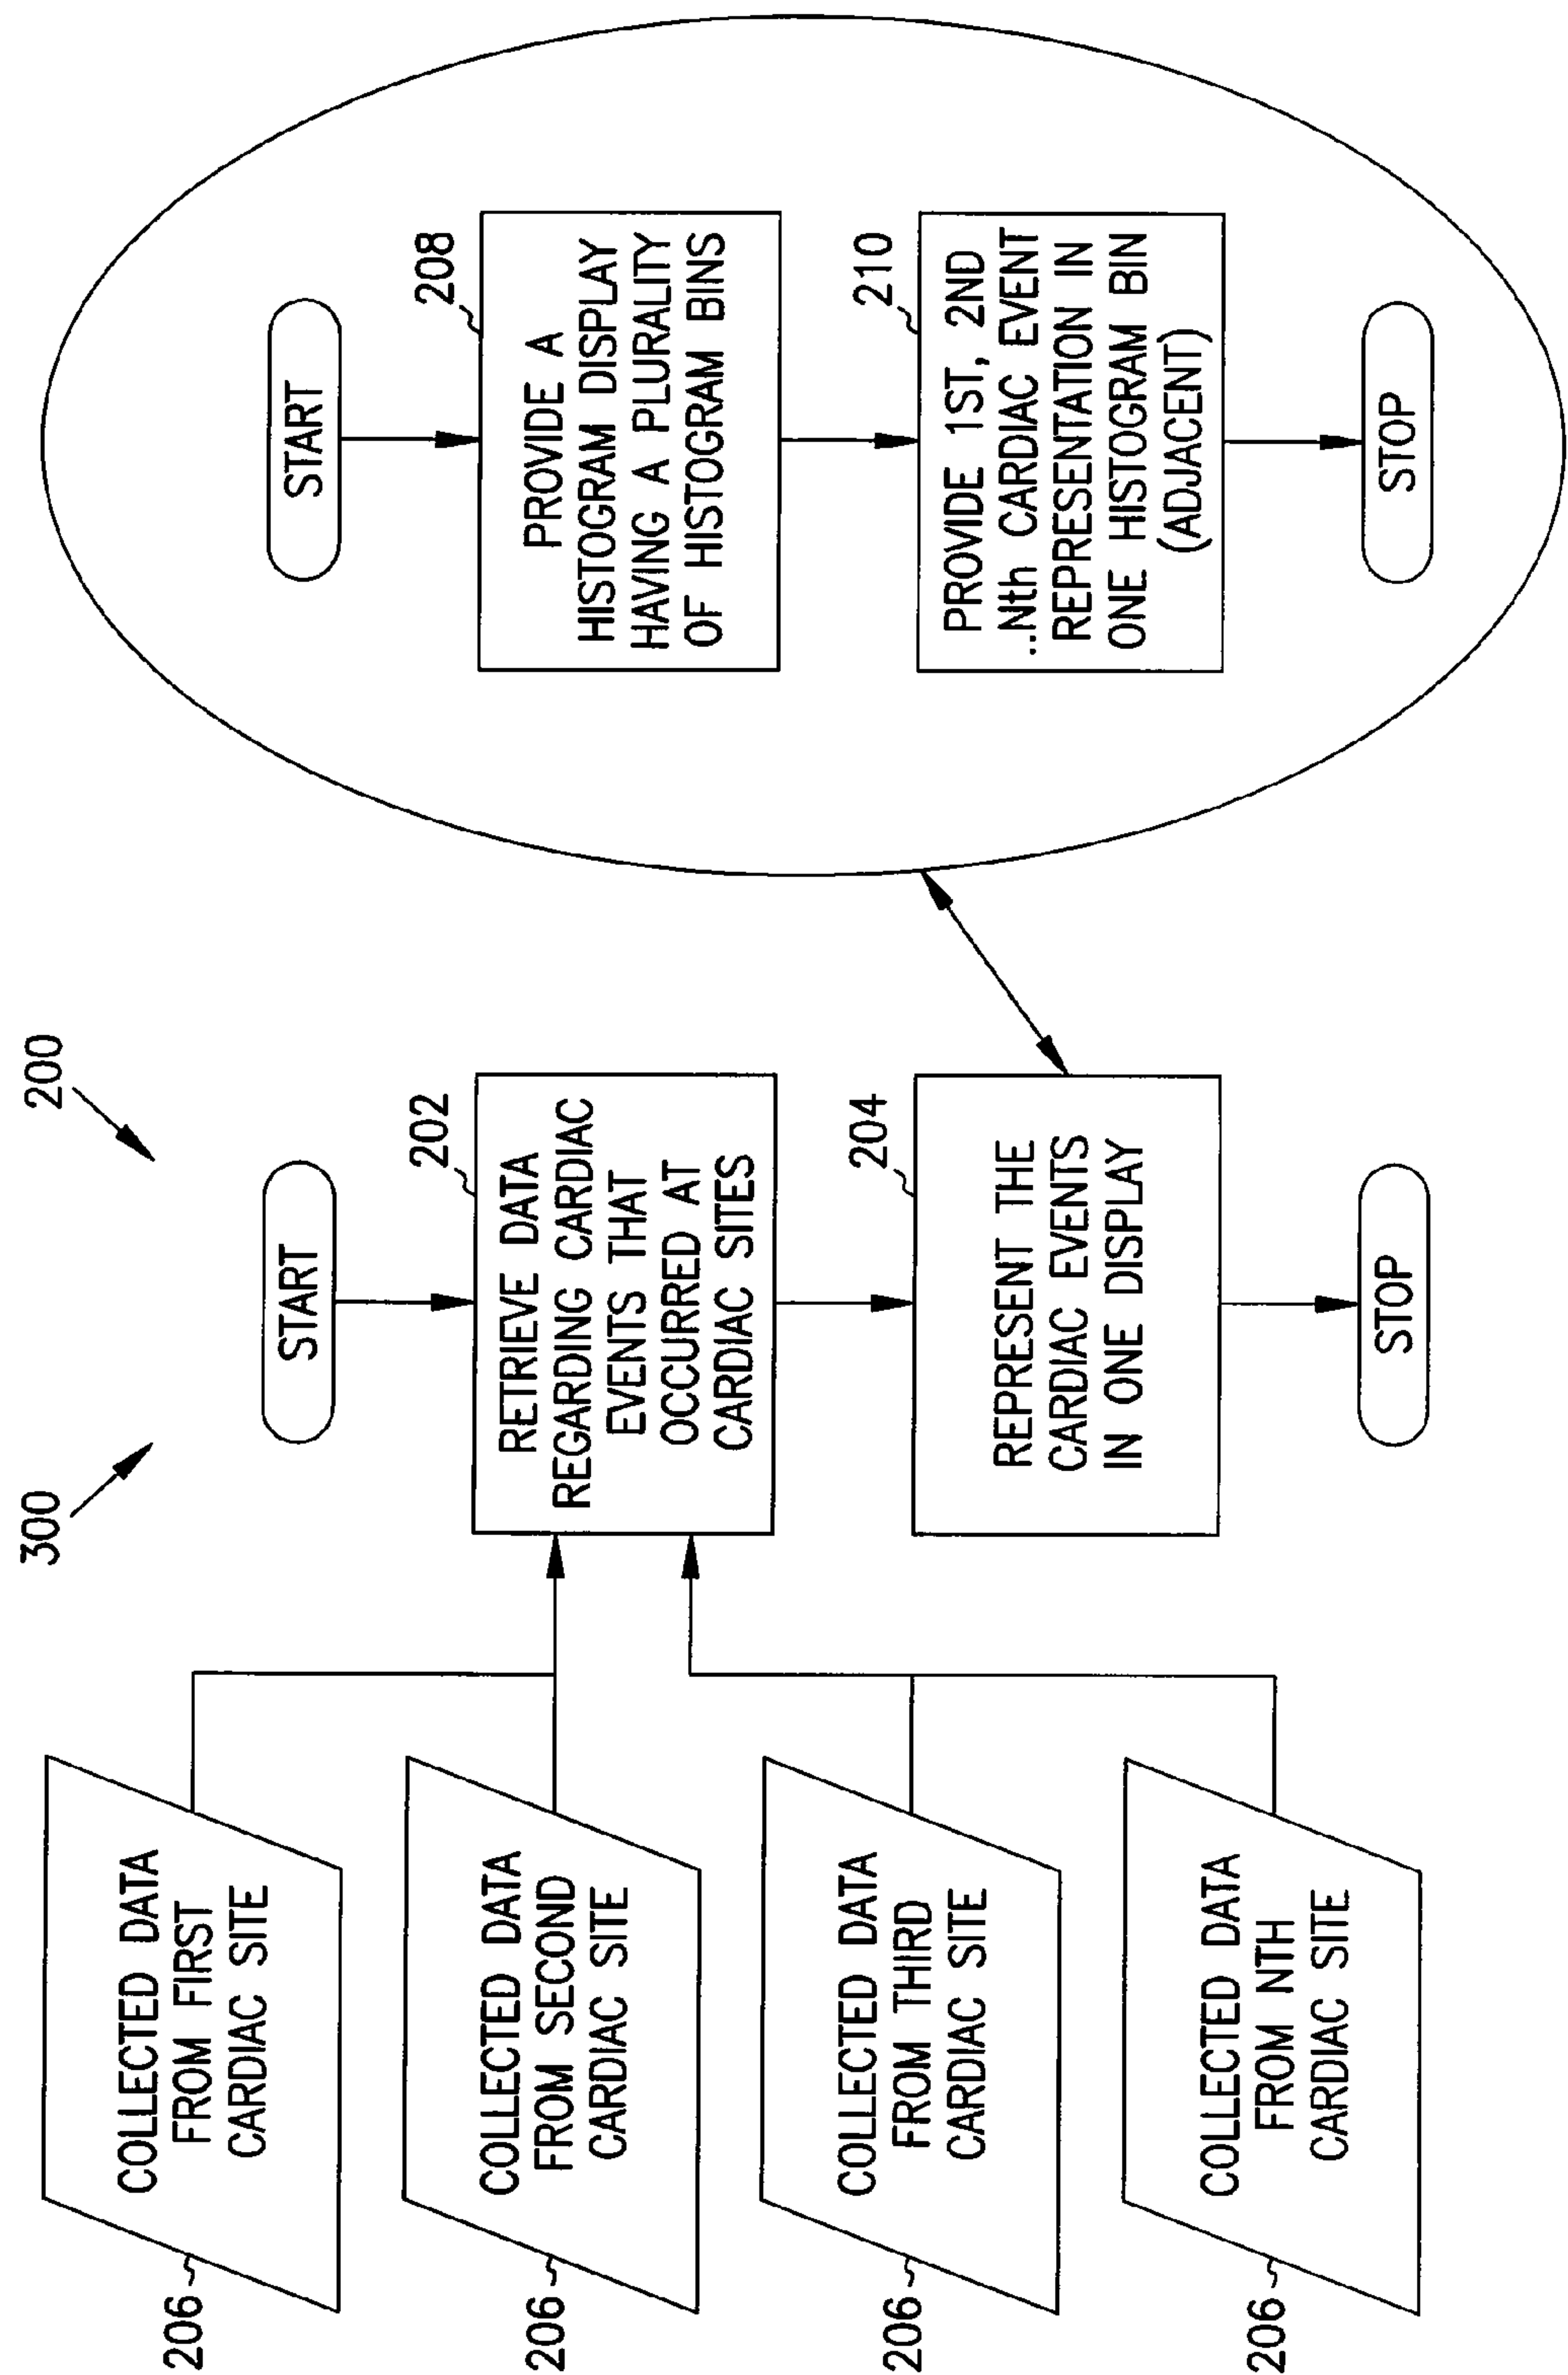 300
200
206
COLLECTED DATA
FROM FIRST
CARDIAC SITE
206
COLLECTED DATA
FROM SECOND
CARDIAC SITE
206
COLLECTED DATA
FROM THIRD
CARDIAC SITE
206
COLLECTED DATA
FROM NTH
CARDIAC SITE
START
202
RETRIEVE DATA
REGARDING CARDIAC
EVENTS THAT
OCCURRED AT
CARDIAC SITES
204
REPRESENT THE
CARDIAC EVENTS
IN ONE DISPLAY
STOP
START
208
PROVIDE A
HISTOGRAM DISPLAY
HAVING A PLURALITY
OF HISTOGRAM BINS
210
PROVIDE 1ST, 2ND
..Nth CARDIAC EVENT
REPRESENTATION IN
ONE HISTOGRAM BIN
(ADJACENT)
STOP